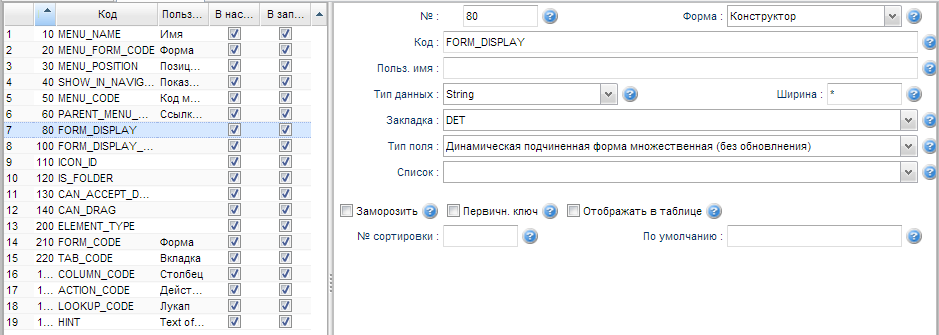 Код Польз... В нас... В зап...
1 10 MENU_NAME Имя
2 20 MENU_FORM_CODE Форма
3 30 MENU_POSITION Позиц...
4 40 SHOW_IN_NAVIG... Показ...
5 50 MENU_CODE Код м...
6 60 PARENT_MENU_... Ссылк...
7 80 FORM_DISPLAY
8 100 FORM_DISPLAY_...
9 110 ICON_ID
10 120 IS_FOLDER
11 130 CAN_ACCEPT_D...
12 140 CAN_DRAG
13 200 ELEMENT_TYPE
14 210 FORM_CODE Форма
15 220 TAB_CODE Вкладка
16 1... COLUMN_CODE Столбец
17 1... ACTION_CODE Дейст...
18 1... LOOKUP_CODE Лукап
19 1... HINT Text of...
№ : 80 Форма : Конструктор
Код : FORM_DISPLAY
Польз. имя :
Тип данных : String Ширина : *
Закладка : DET
Тип поля : Динамическая подчиненная форма множественная (без обновлнения)
Список :
Заморозить Первичн. ключ Отображать в таблице
№ сортировки : По умолчанию :